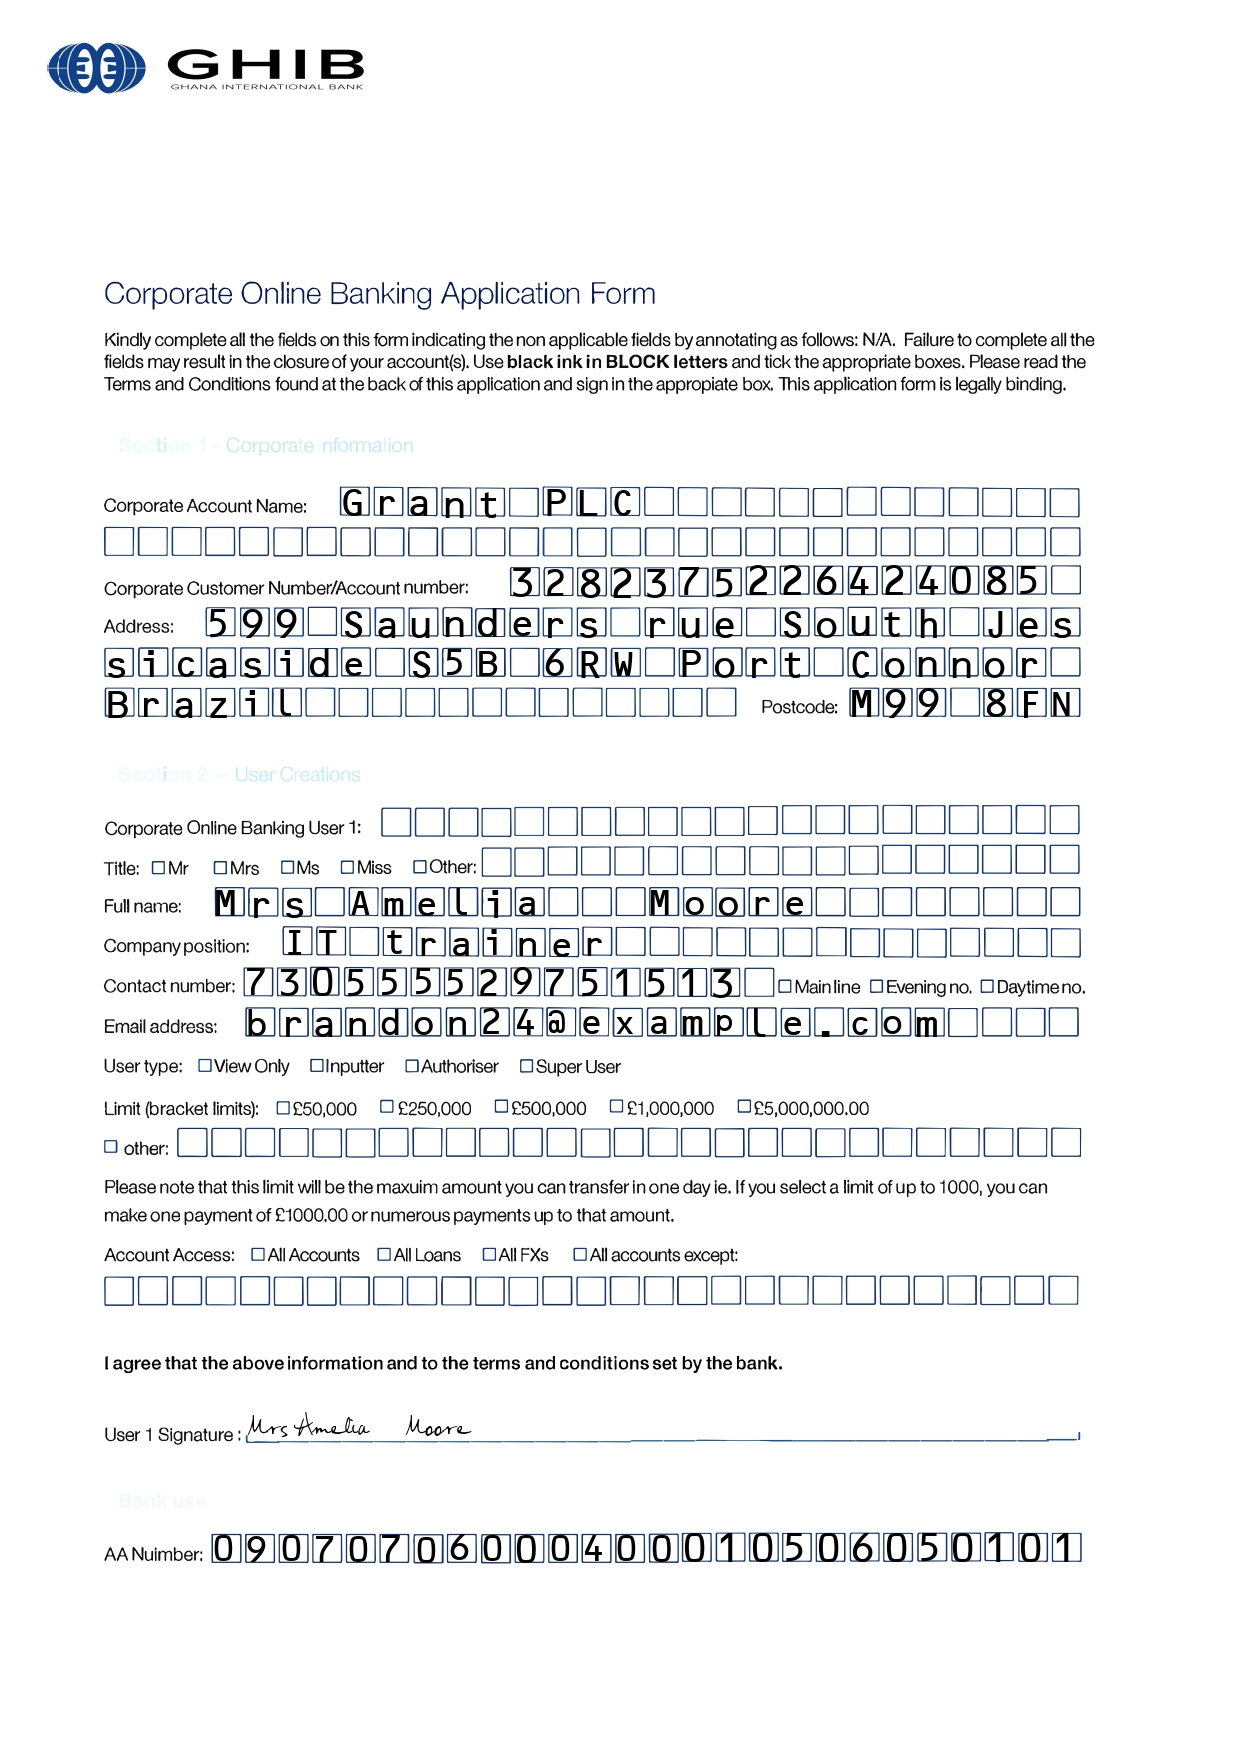 GHIB
GHANA INTERNATIONAL BANK
Corporate Online Banking Application Form
Kindly complete all the fields on this form indicating the non applicable fields by annotating as follows: N/A. Failure to complete all the
fields may result in the closure of your account(s). Use black ink in BLOCK letters and tick the appropriate boxes. Please read the
Terms and Conditions found at the back of this application and sign in the appropiate box. This application form is legally binding.
Section 1 – Corporate Information
Corporate Account Name: Grant PLC
Corporate Customer Number/Account number: 3282375226424085
Address: 599 Saunders rue South Jes
sicaside S5B 6RW Port Connor
Brazil Postcode: M99 8FN
Section 2 – User Creations
Corporate Online Banking User 1:
Title: Mr Mrs Ms Miss Other:
Full name: Mrs Amelia Moore
Company position: IT trainer
Contact number: 730555529751513 Main line Evening no. Daytime no.
Email address: brandon24@example.com
User type: View Only Inputter Authoriser Super User
Limit (bracket limits): £50,000 £250,000 £500,000 £1,000,000 £5,000,000.00
other:
Please note that this limit will be the maxuim amount you can transfer in one day ie. If you select a limit of up to 1000, you can
make one payment of £1000.00 or numerous payments up to that amount.
Account Access: All Accounts All Loans All FXs All accounts except:
I agree that the above information and to the terms and conditions set by the bank.
User 1 Signature : Mrs Amelia Moore
Bank use
AA Nuimber: 09070706000400010506050101